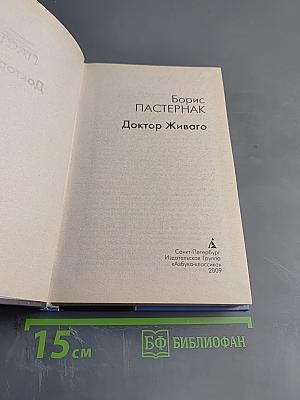 Борис
ПАСТЕРНАК
Доктор Живаго
Санкт-Петербург
Издательская Группа
«Азбука-классика»
2009
15 см
БФ БИБЛИОФАН